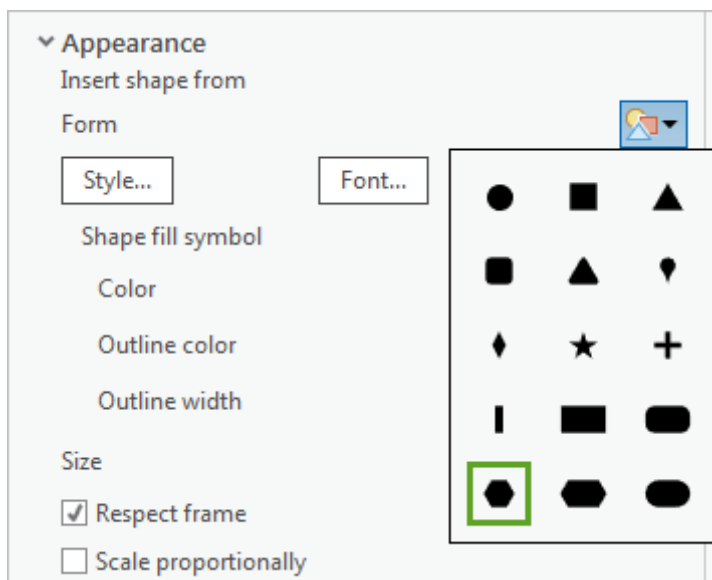 Appearance
Insert shape from
Form
Style... Font...
Shape fill symbol
Color
Outline color
Outline width
Size
Respect frame
Scale proportionally